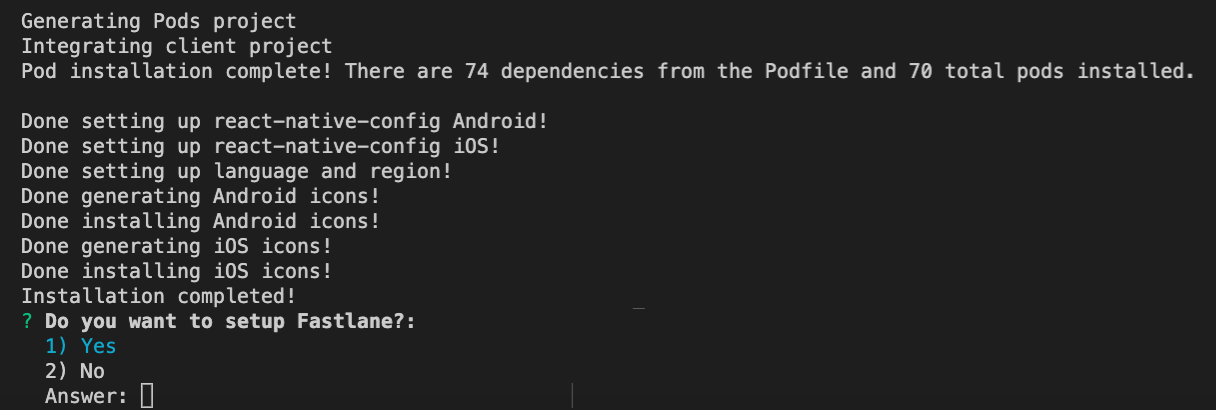 Generating Pods project
Integrating client project
Pod installation complete! There are 74 dependencies from the Podfile and 70 total pods installed.
Done setting up react-native-config Android!
Done setting up react-native-config iOS!
Done setting up language and region!
Done generating Android icons!
Done installing Android icons!
Done generating iOS icons!
Done installing iOS icons!
Installation completed!
? Do you want to setup Fastlane?:
1) Yes
2) No
Answer: